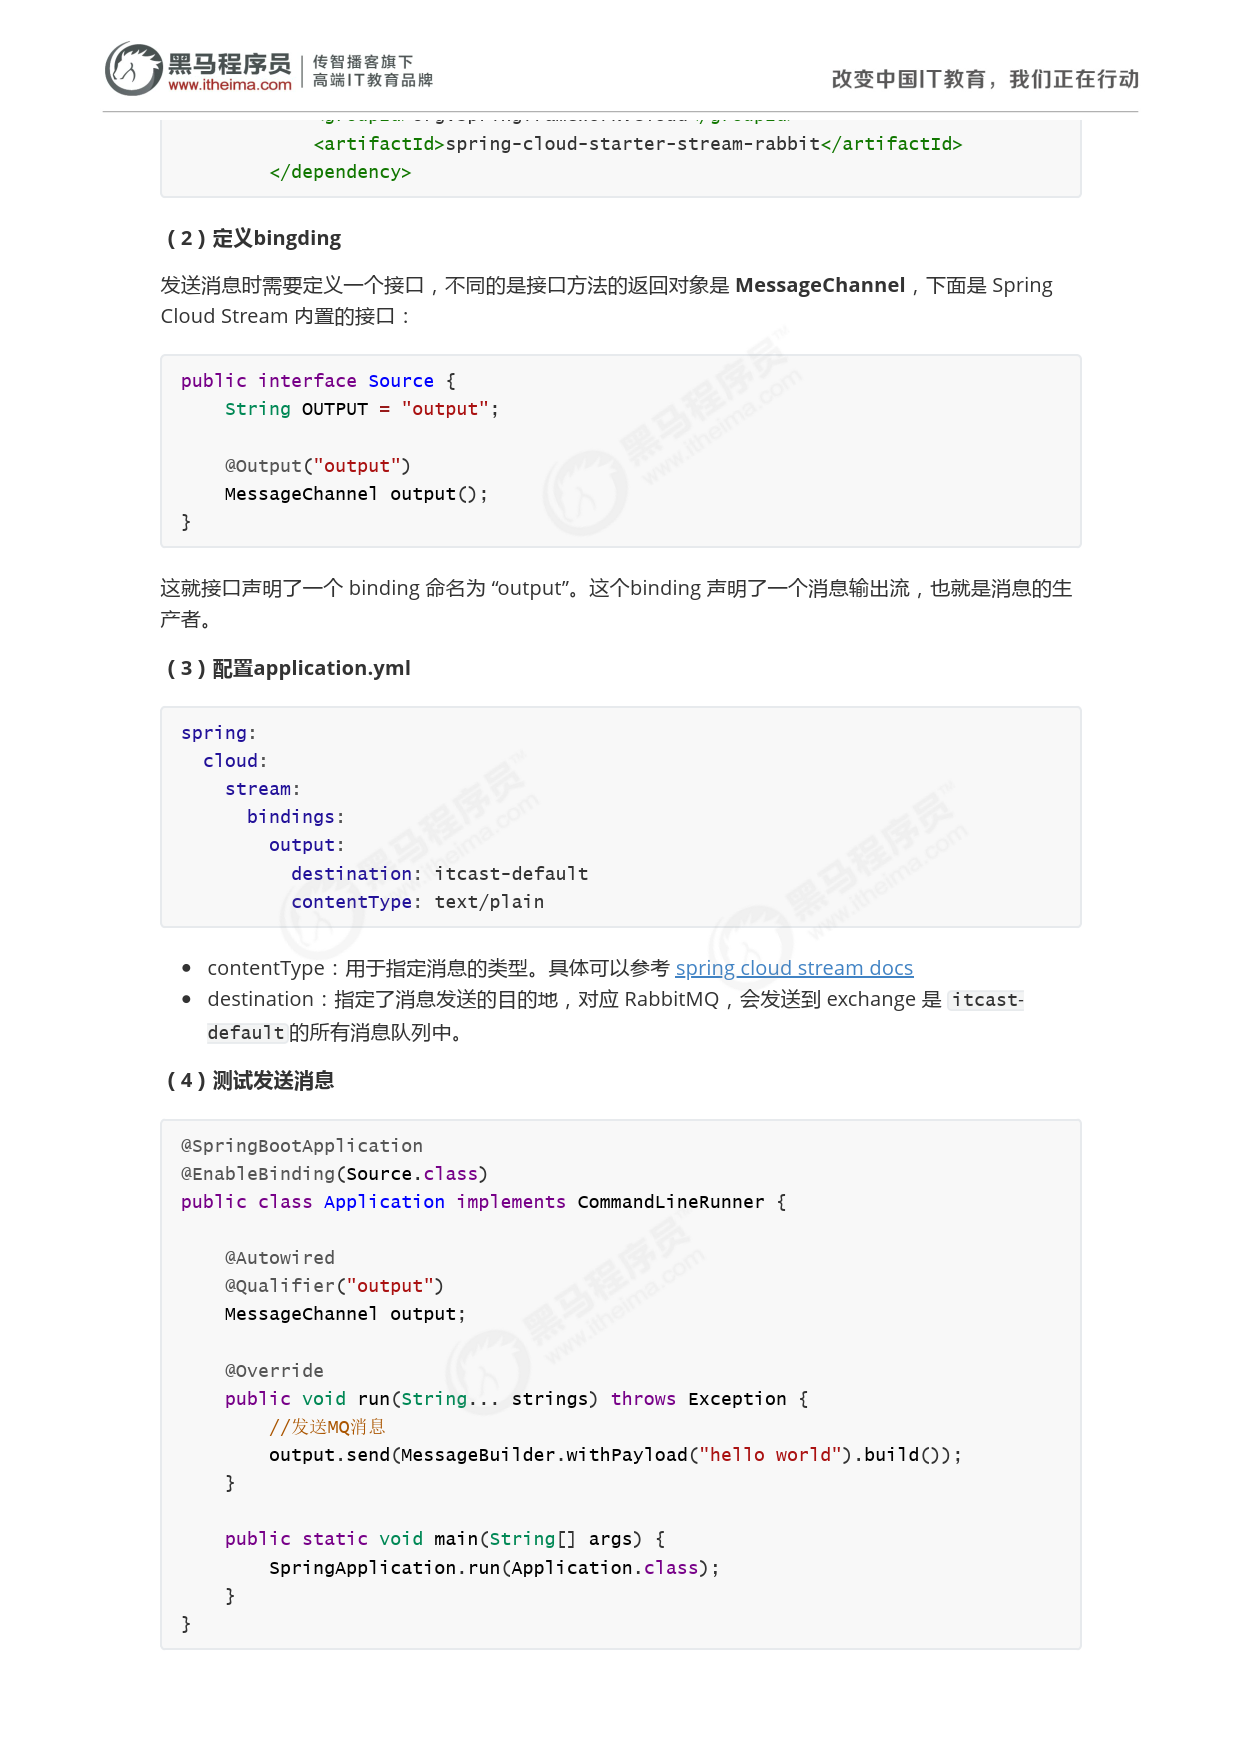 黑马程序员
www.itheima.com
传智播客旗下
高端IT教育品牌
改变中国IT教育，我们正在行动
<artifactId>spring-cloud-starter-stream-rabbit</artifactId>
</dependency>
（2）定义bingding
发送消息时需要定义一个接口，不同的是接口方法的返回对象是 MessageChannel，下面是 Spring
Cloud Stream 内置的接口：
public interface Source {
    String OUTPUT = "output";
    @Output("output")
    MessageChannel output();
}
这就接口声明了一个 binding 命名为 “output”。这个binding 声明了一个消息输出流，也就是消息的生
产者。
（3）配置application.yml
spring:
  cloud:
    stream:
      bindings:
        output:
          destination: itcast-default
          contentType: text/plain
• contentType：用于指定消息的类型。具体可以参考 spring cloud stream docs
• destination：指定了消息发送的目的地，对应 RabbitMQ，会发送到 exchange 是 itcast-
default的所有消息队列中。
（4）测试发送消息
@SpringBootApplication
@EnableBinding(Source.class)
public class Application implements CommandLineRunner {
    @Autowired
    @Qualifier("output")
    MessageChannel output;
    @Override
    public void run(String... strings) throws Exception {
        //发送MQ消息
        output.send(MessageBuilder.withPayload("hello world").build());
    }
    public static void main(String[] args) {
        SpringApplication.run(Application.class);
    }
}